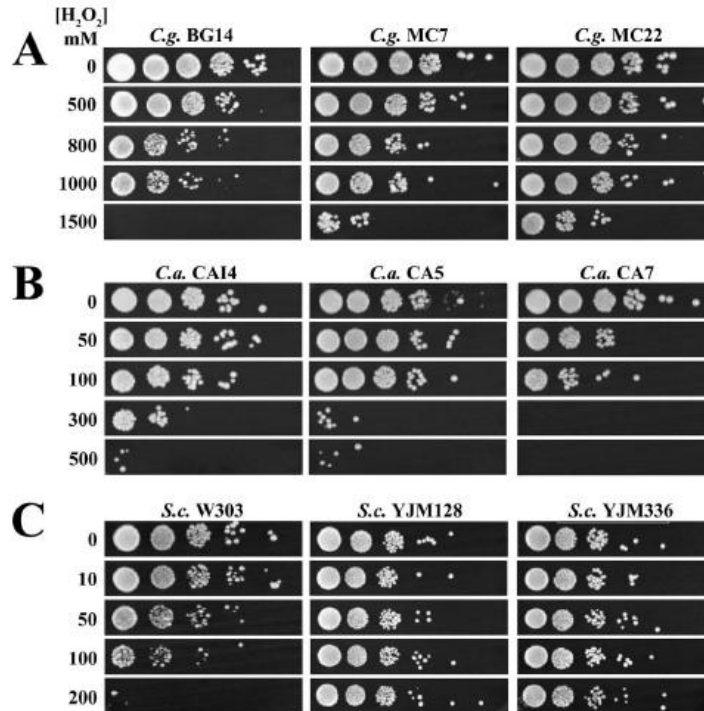 [H₂O₂]
mM
A
C.g. BG14 C.g. MC7 C.g. MC22
0
500
800
1000
1500
B
C.a. CAI4 C.a. CA5 C.a. CA7
0
50
100
300
500
C
S.c. W303 S.c. YJM128 S.c. YJM336
0
10
50
100
200